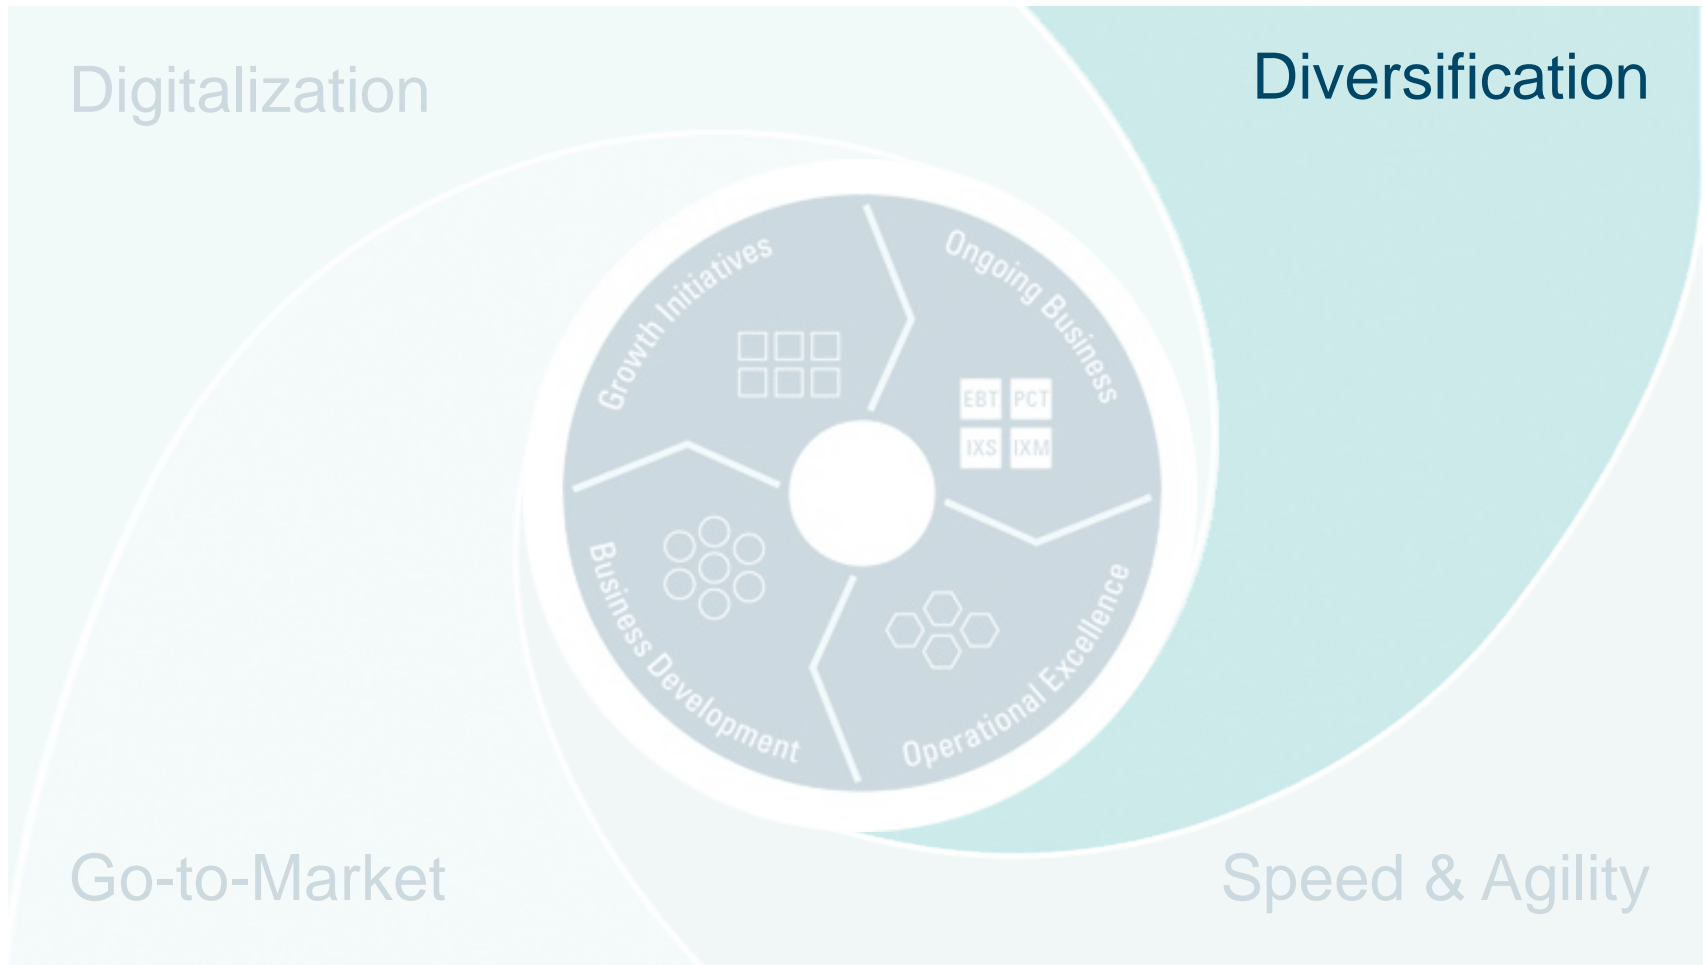 Digitalization
Diversification
Growth Initiatives
Ongoing Business
EBT PCT
IXS IXM
Business Development
Operational Excellence
Go-to-Market
Speed & Agility